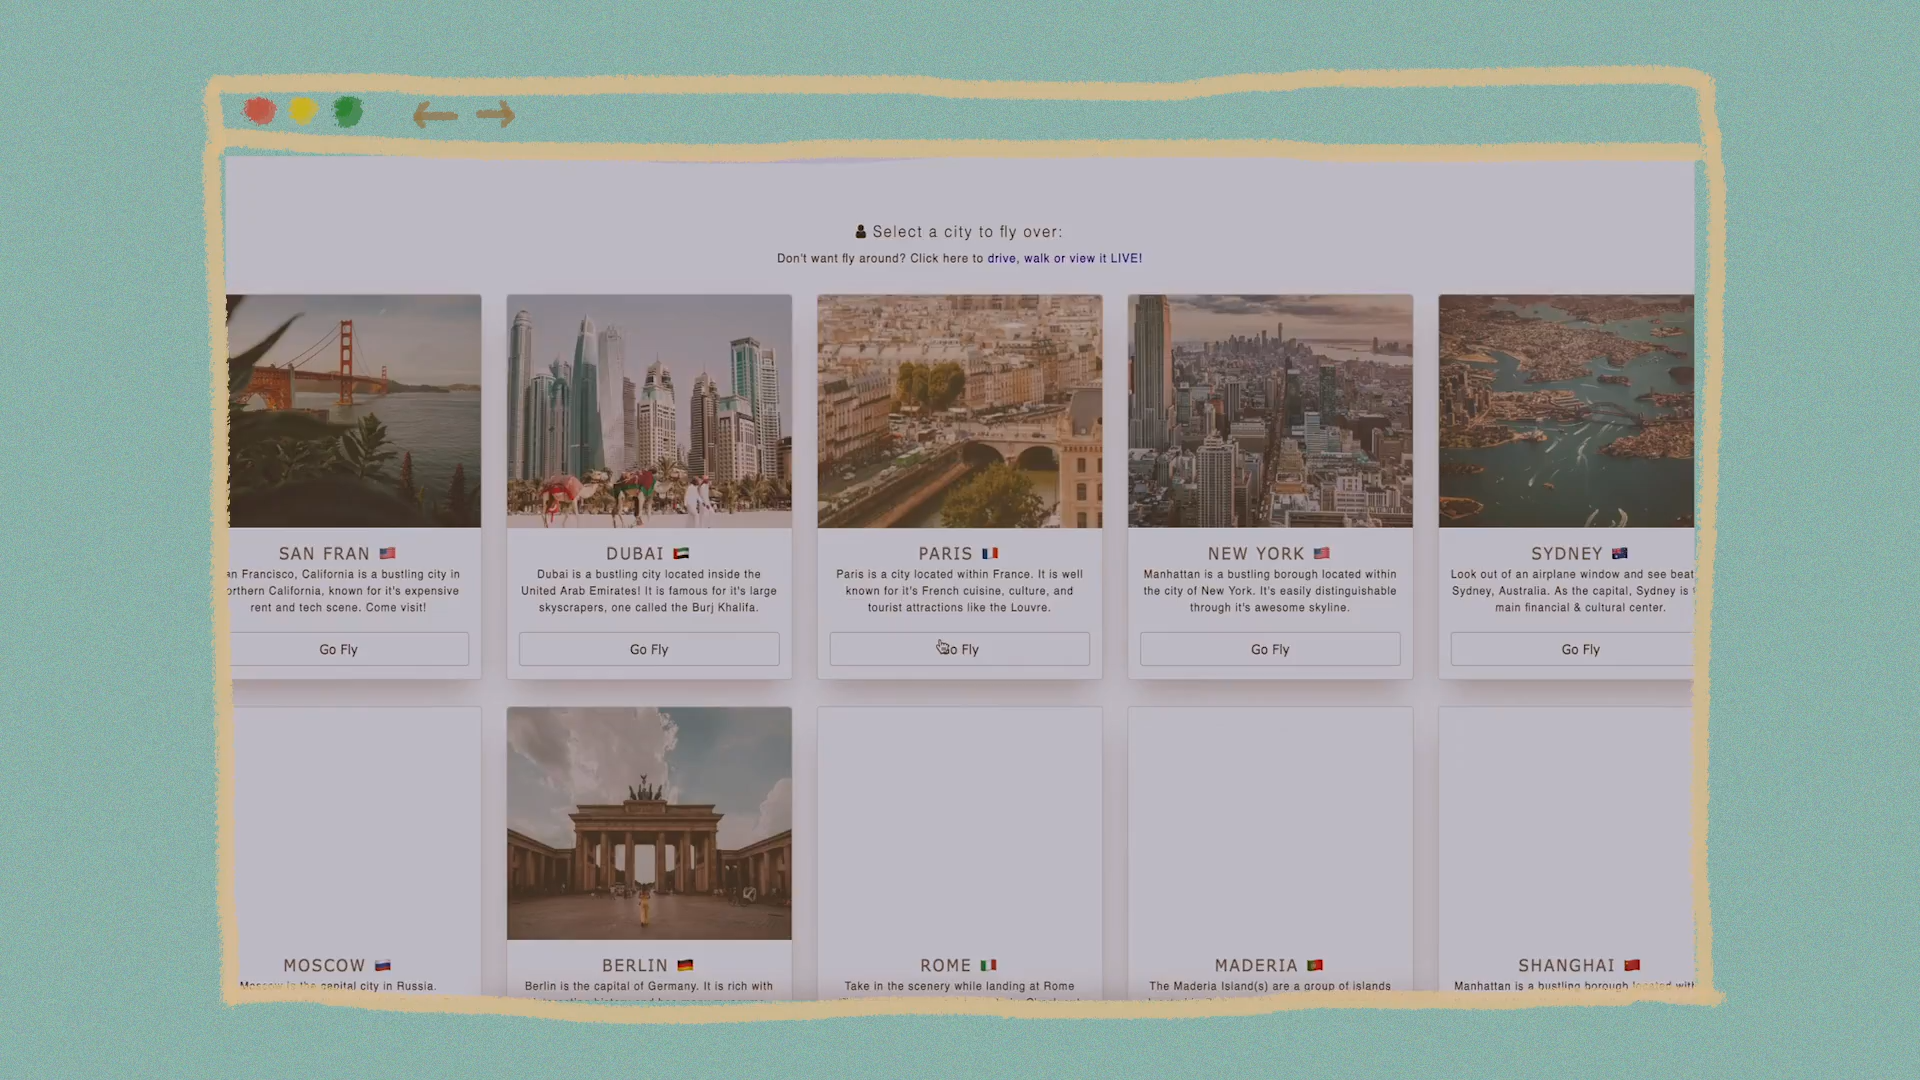 Select a city to fly over:
Don't want fly around? Click here to drive, walk or view it LIVE!
SAN FRAN
an Francisco, California is a bustling city in
orthern California, known for it's expensive
rent and tech scene. Come visit!
Go Fly
DUBAI
Dubai is a bustling city located inside the
United Arab Emirates! It is famous for it's large
skyscrapers, one called the Burj Khalifa.
Go Fly
PARIS
Paris is a city located within France. It is well
known for it's French cuisine, culture, and
tourist attractions like the Louvre.
Go Fly
NEW YORK
Manhattan is a bustling borough located within
the city of New York. It's easily distinguishable
through it's awesome skyline.
Go Fly
SYDNEY
Look out of an airplane window and see beat
Sydney, Australia. As the capital, Sydney is
main financial & cultural center.
Go Fly
MOSCOW
Moscow is the capital city in Russia.
BERLIN
Berlin is the capital of Germany. It is rich with
ROME
Take in the scenery while landing at Rome
MADERIA
The Maderia Island(s) are a group of islands
SHANGHAI
Manhattan is a bustling borough located with